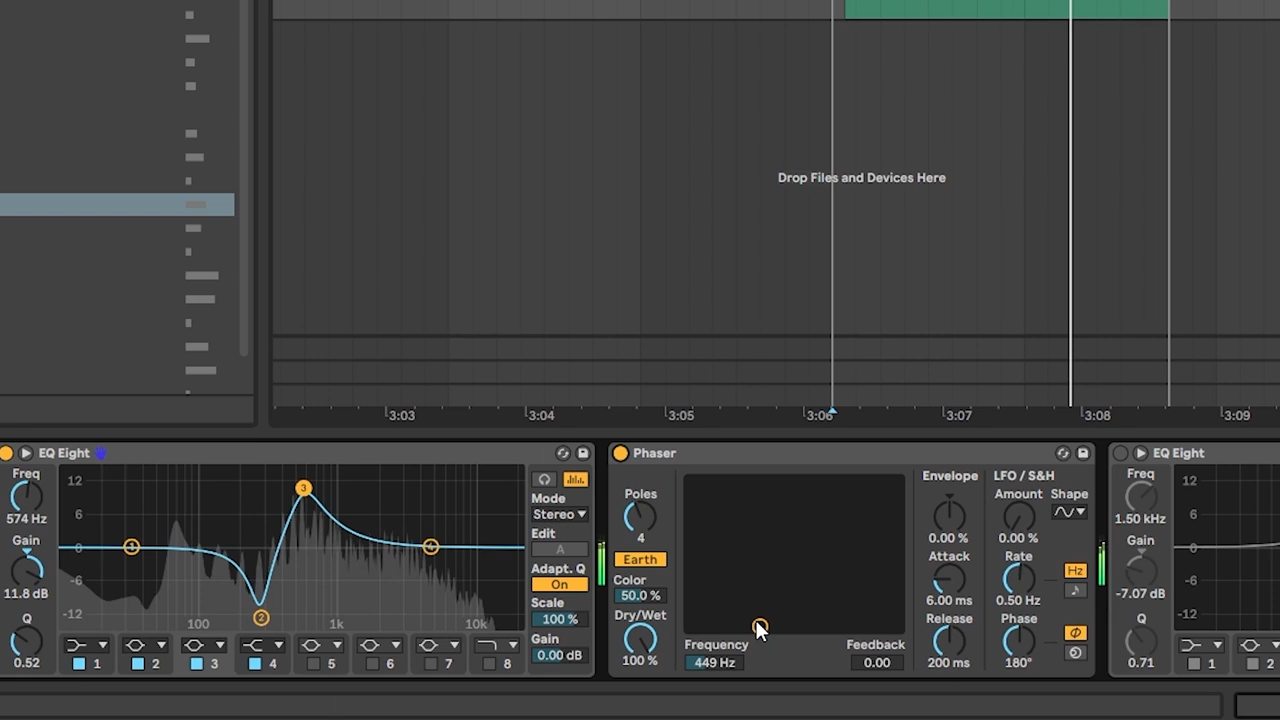 Drop Files and Devices Here
3:03
3:04
3:05
3:06
3:07
3:08
3:09
EQ Eight
Freq
574 Hz
Gain
11.8 dB
Q
0.52
12
6
0
-6
-12
100
1k
10k
1
2
3
4
1
2
3
4
5
6
7
8
Mode
Stereo
Edit
A
Adapt. Q
On
Scale
100 %
Gain
0.00 dB
Phaser
Poles
4
Earth
Color
50.0 %
Dry/Wet
100 %
Frequency
449 Hz
Feedback
0.00
Envelope
0.00 %
Attack
6.00 ms
Release
200 ms
LFO / S&H
Amount
0.00 %
Shape
Rate
0.50 Hz
Hz
Phase
180°
EQ Eight
Freq
1.50 kHz
Gain
-7.07 dB
Q
0.71
12
6
0
-6
-12
1
2